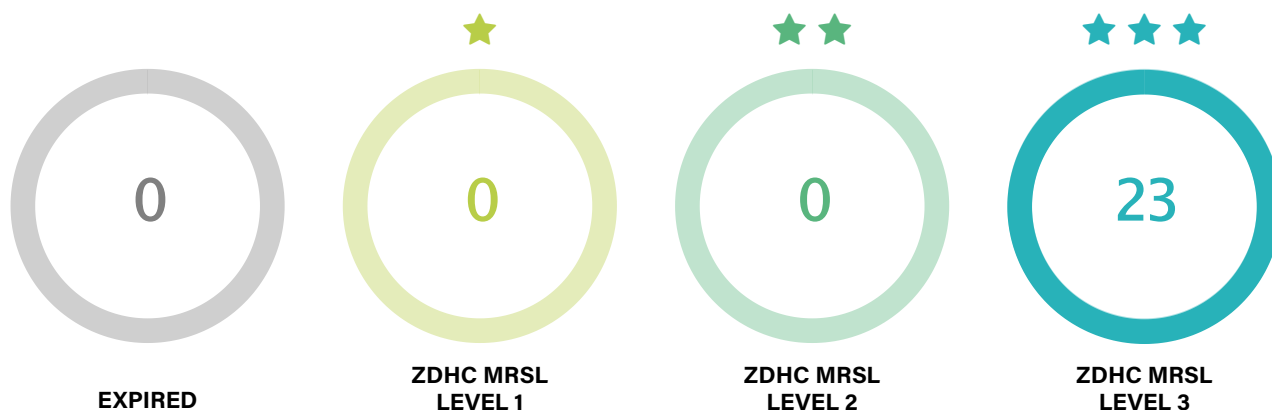 0
0
0
23
EXPIRED
ZDHC MRSL
LEVEL 1
ZDHC MRSL
LEVEL 2
ZDHC MRSL
LEVEL 3